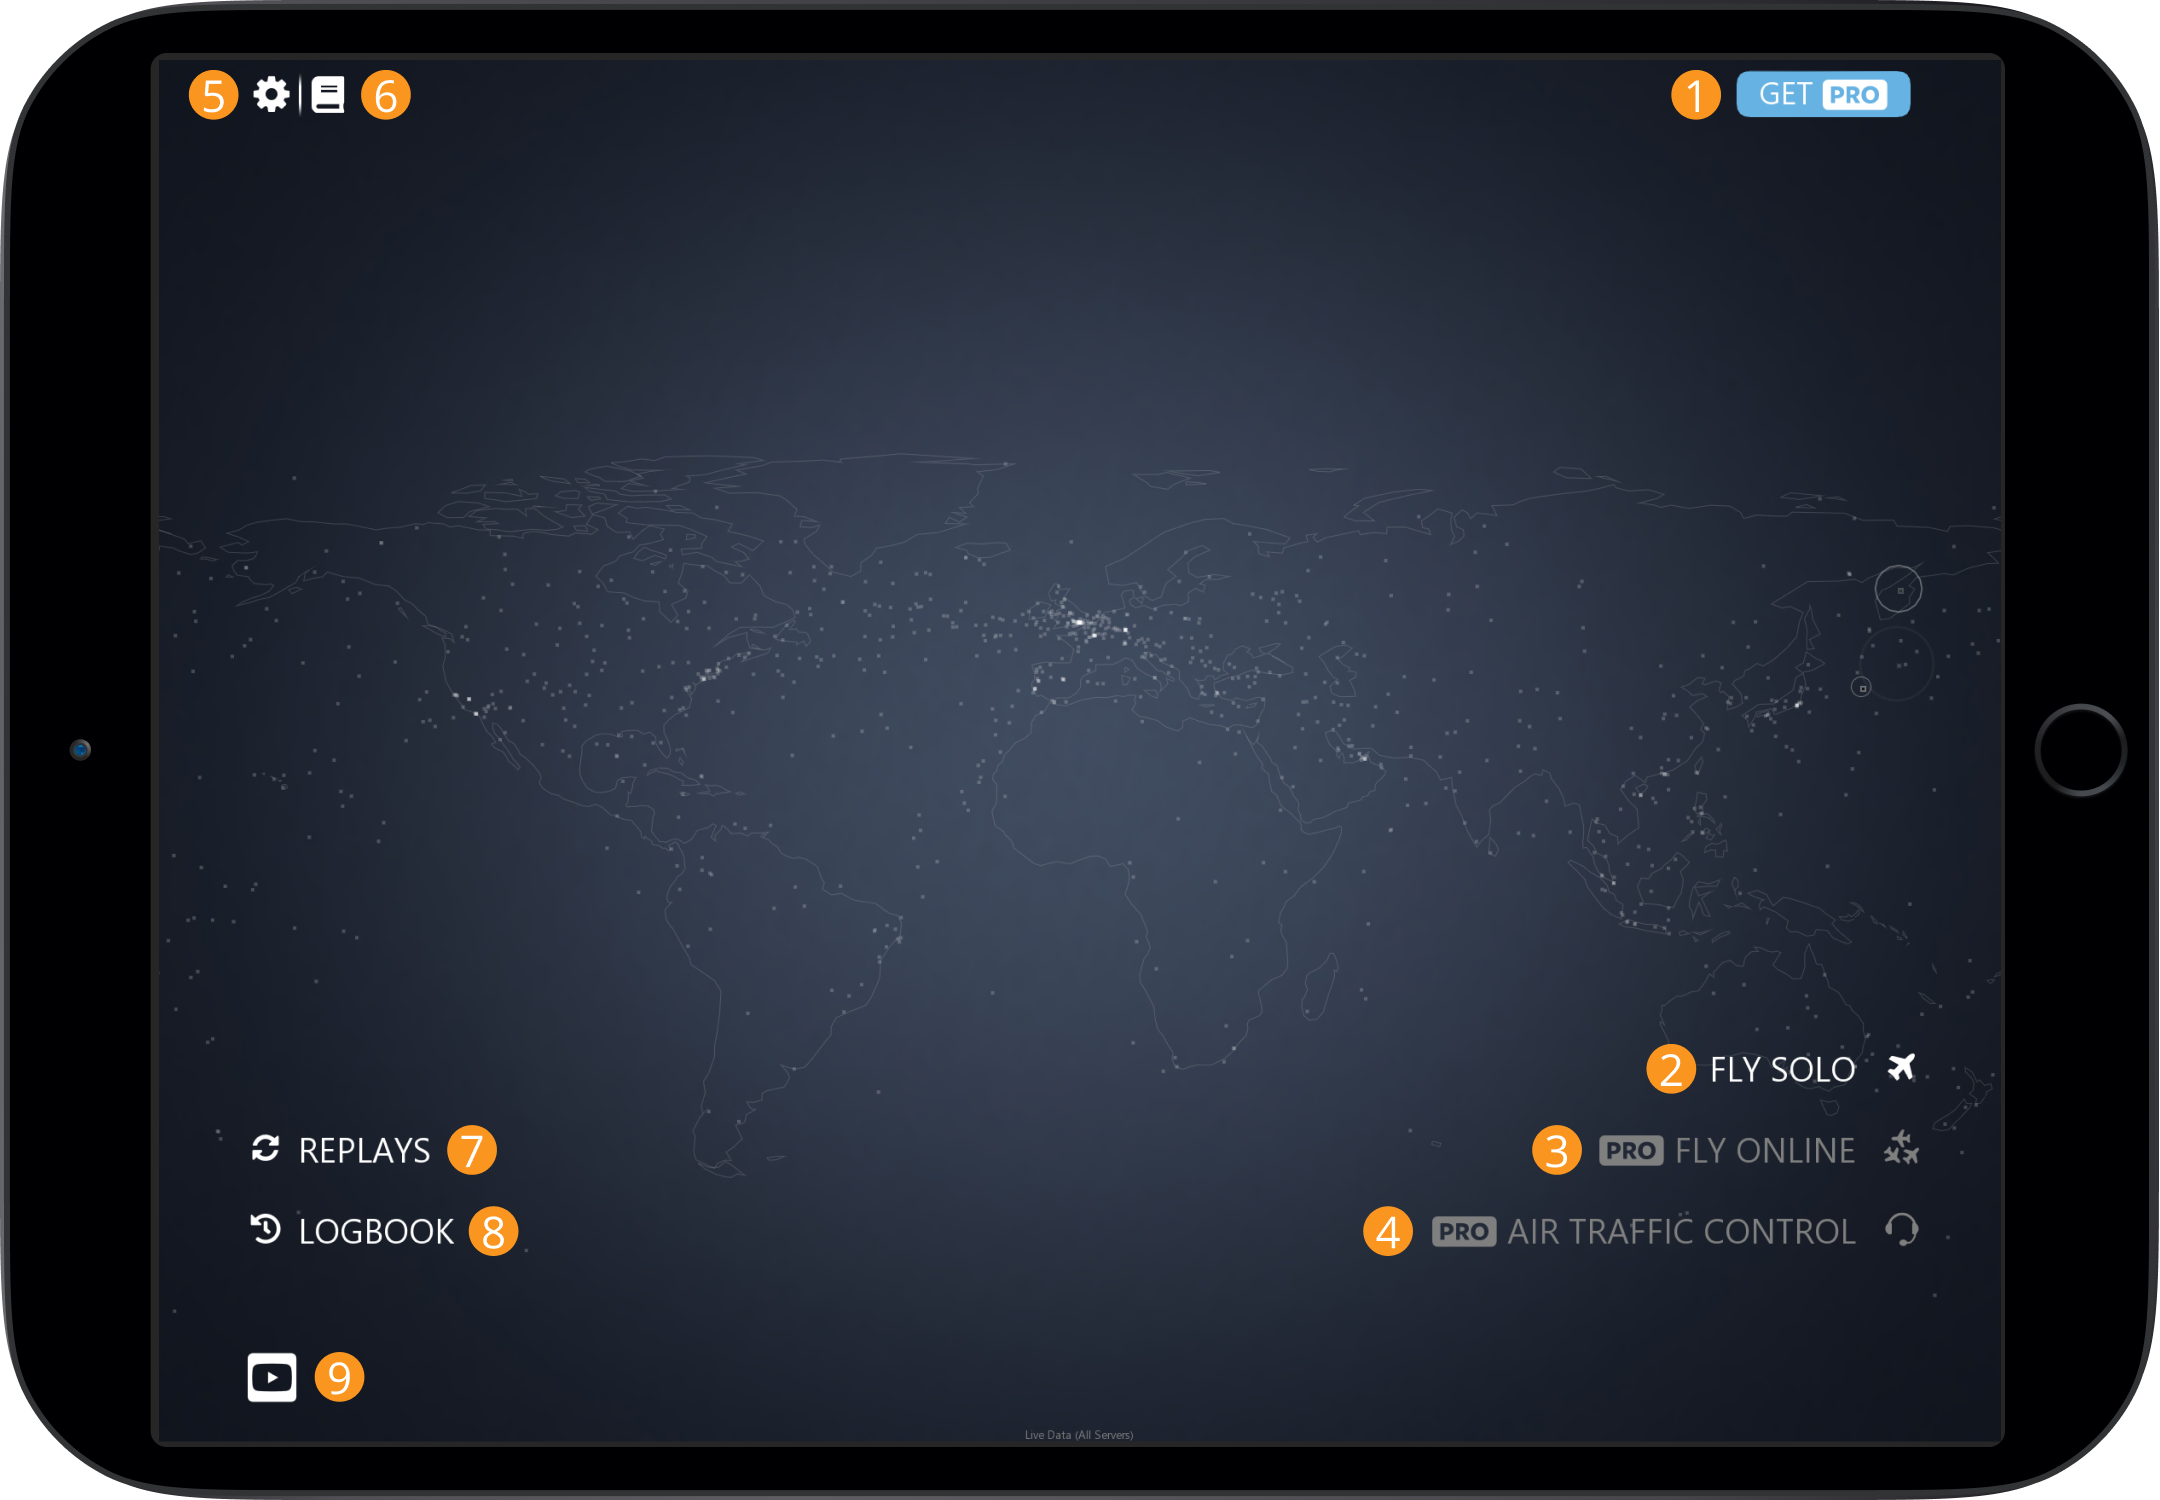 5 6
1 GET PRO
2 FLY SOLO
REPLAYS 7
3 PRO FLY ONLINE
LOGBOOK 8
4 PRO AIR TRAFFIC CONTROL
9
Live Data (All Servers)